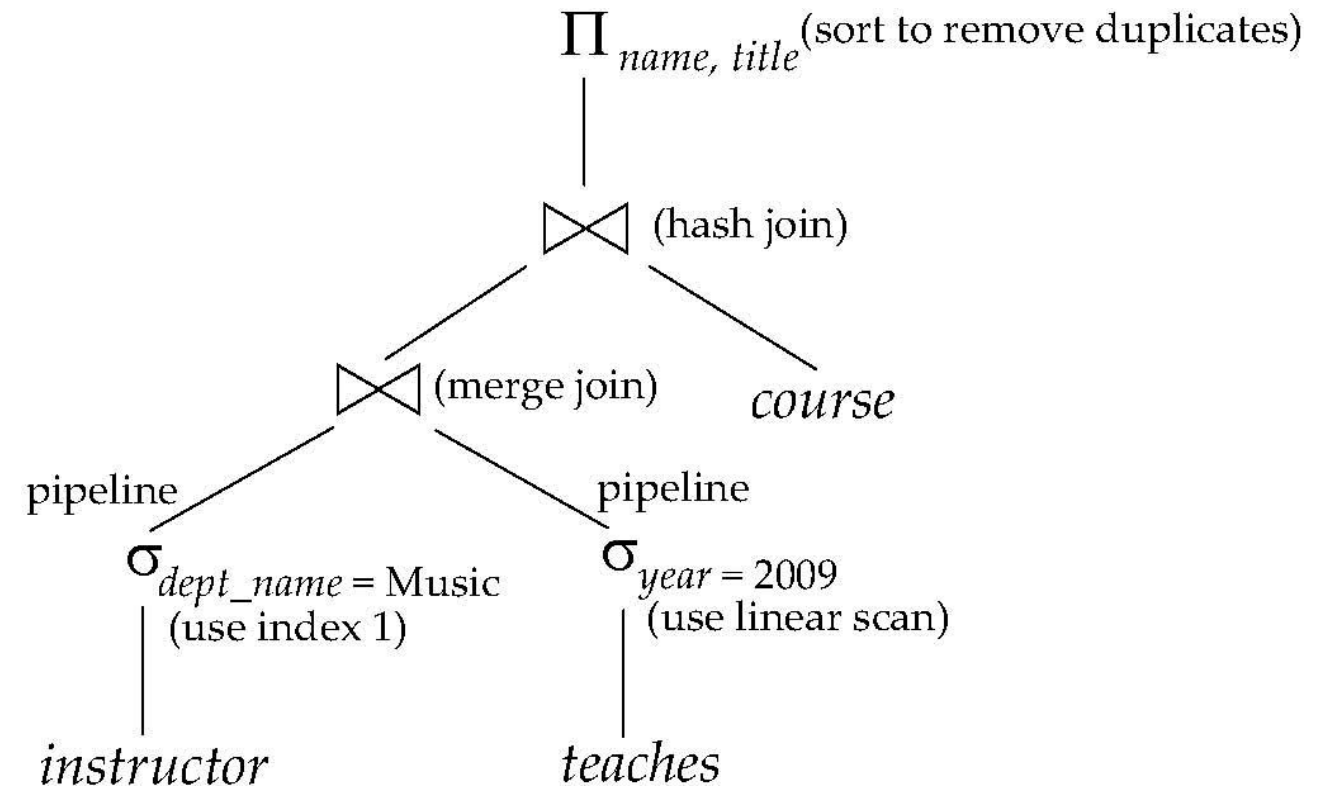 Π name, title (sort to remove duplicates)
(hash join)
(merge join)
course
pipeline
pipeline
σ dept_name = Music
(use index 1)
σ year = 2009
(use linear scan)
instructor
teaches